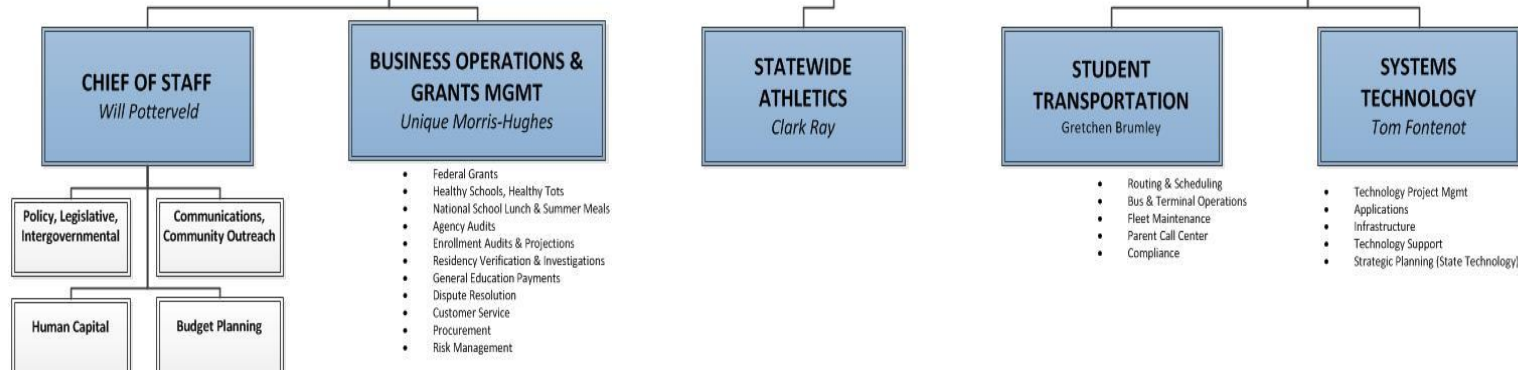 CHIEF OF STAFF
Will Potterveld
Policy, Legislative,
Intergovernmental
Communications,
Community Outreach
Human Capital
Budget Planning
BUSINESS OPERATIONS &
GRANTS MGMT
Unique Morris-Hughes
• Federal Grants
• Healthy Schools, Healthy Tots
• National School Lunch & Summer Meals
• Agency Audits
• Enrollment Audits & Projections
• Residency Verification & Investigations
• General Education Payments
• Dispute Resolution
• Customer Service
• Procurement
• Risk Management
STATEWIDE
ATHLETICS
Clark Ray
STUDENT
TRANSPORTATION
Gretchen Brumley
• Routing & Scheduling
• Bus & Terminal Operations
• Fleet Maintenance
• Parent Call Center
• Compliance
SYSTEMS
TECHNOLOGY
Tom Fontenot
• Technology Project Mgmt
• Applications
• Infrastructure
• Technology Support
• Strategic Planning (State Technology)